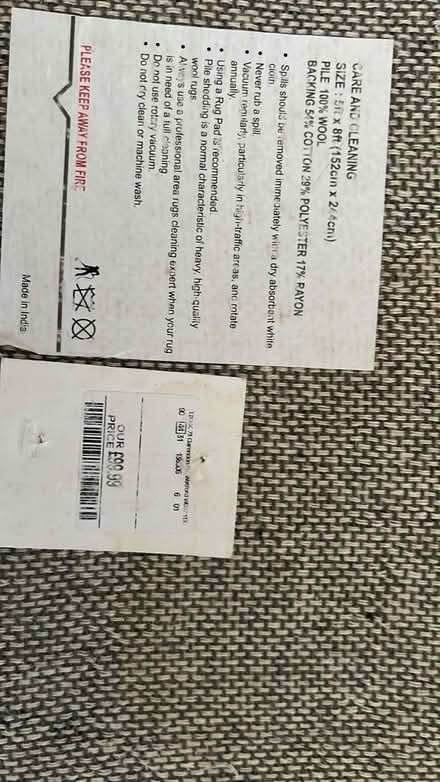 CARE AND CLEANING
SIZE : 5ft x 8ft (152cm x 244cm)
PILE 100% WOOL
BACKING 54% COTTON 29% POLYESTER 17% RAYON
• Spills should be removed immediately with a dry absorbent white
cloth.
• Never rub a spill.
• Vacuum regularly, particularly in high-traffic areas, and rotate
annually.
• Using a Rug Pad is recommended.
• Pile shedding is a normal characteristic of heavy, high-quality
wool rugs.
• Always use a professional area rugs cleaning expert when your rug
is in need of a full cleaning
• Do not use rotary vacuum.
• Do not dry clean or machine wash.
PLEASE KEEP AWAY FROM FIRE
Made in India
6 01
OUR
PRICE £99.99